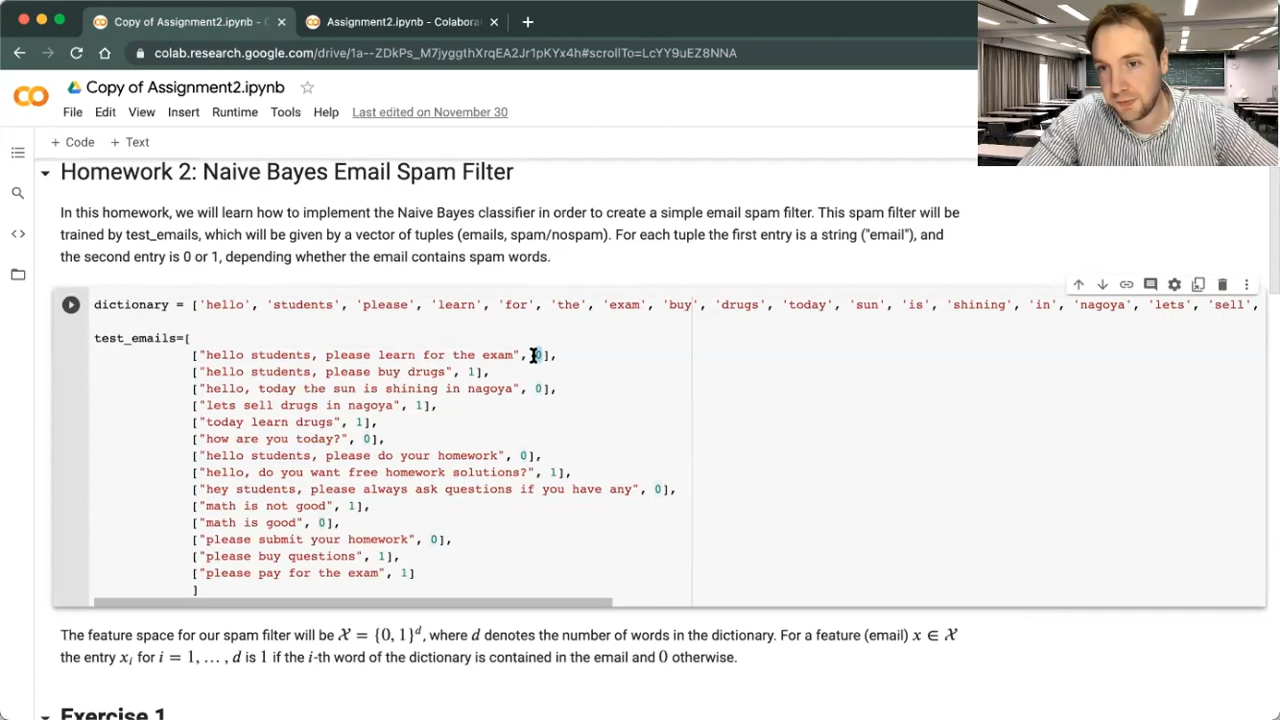 Copy of Assignment2.ipynb - C
Assignment2.ipynb - Colaborat
colab.research.google.com/drive/1a--ZDkPs_M7jyggthXrqEA2Jr1pKYx4h#scrollTo=LcYY9uEZ8NNA
Copy of Assignment2.ipynb
File Edit View Insert Runtime Tools Help Last edited on November 30
+ Code + Text
Homework 2: Naive Bayes Email Spam Filter
In this homework, we will learn how to implement the Naive Bayes classifier in order to create a simple email spam filter. This spam filter will be
trained by test_emails, which will be given by a vector of tuples (emails, spam/nospam). For each tuple the first entry is a string ("email"), and
the second entry is 0 or 1, depending whether the email contains spam words.
dictionary = ['hello', 'students', 'please', 'learn', 'for', 'the', 'exam', 'buy', 'drugs', 'today', 'sun', 'is', 'shining', 'in', 'nagoya', 'lets', 'sell',
test_emails=[
["hello students, please learn for the exam", 0],
["hello students, please buy drugs", 1],
["hello, today the sun is shining in nagoya", 0],
["lets sell drugs in nagoya", 1],
["today learn drugs", 1],
["how are you today?", 0],
["hello students, please do your homework", 0],
["hello, do you want free homework solutions?", 1],
["hey students, please always ask questions if you have any", 0],
["math is not good", 1],
["math is good", 0],
["please submit your homework", 0],
["please buy questions", 1],
["please pay for the exam", 1]
]
The feature space for our spam filter will be 𝒳 = {0, 1}ᵈ, where d denotes the number of words in the dictionary. For a feature (email) x ∈ 𝒳
the entry xᵢ for i = 1, … , d is 1 if the i-th word of the dictionary is contained in the email and 0 otherwise.
Exercise 1